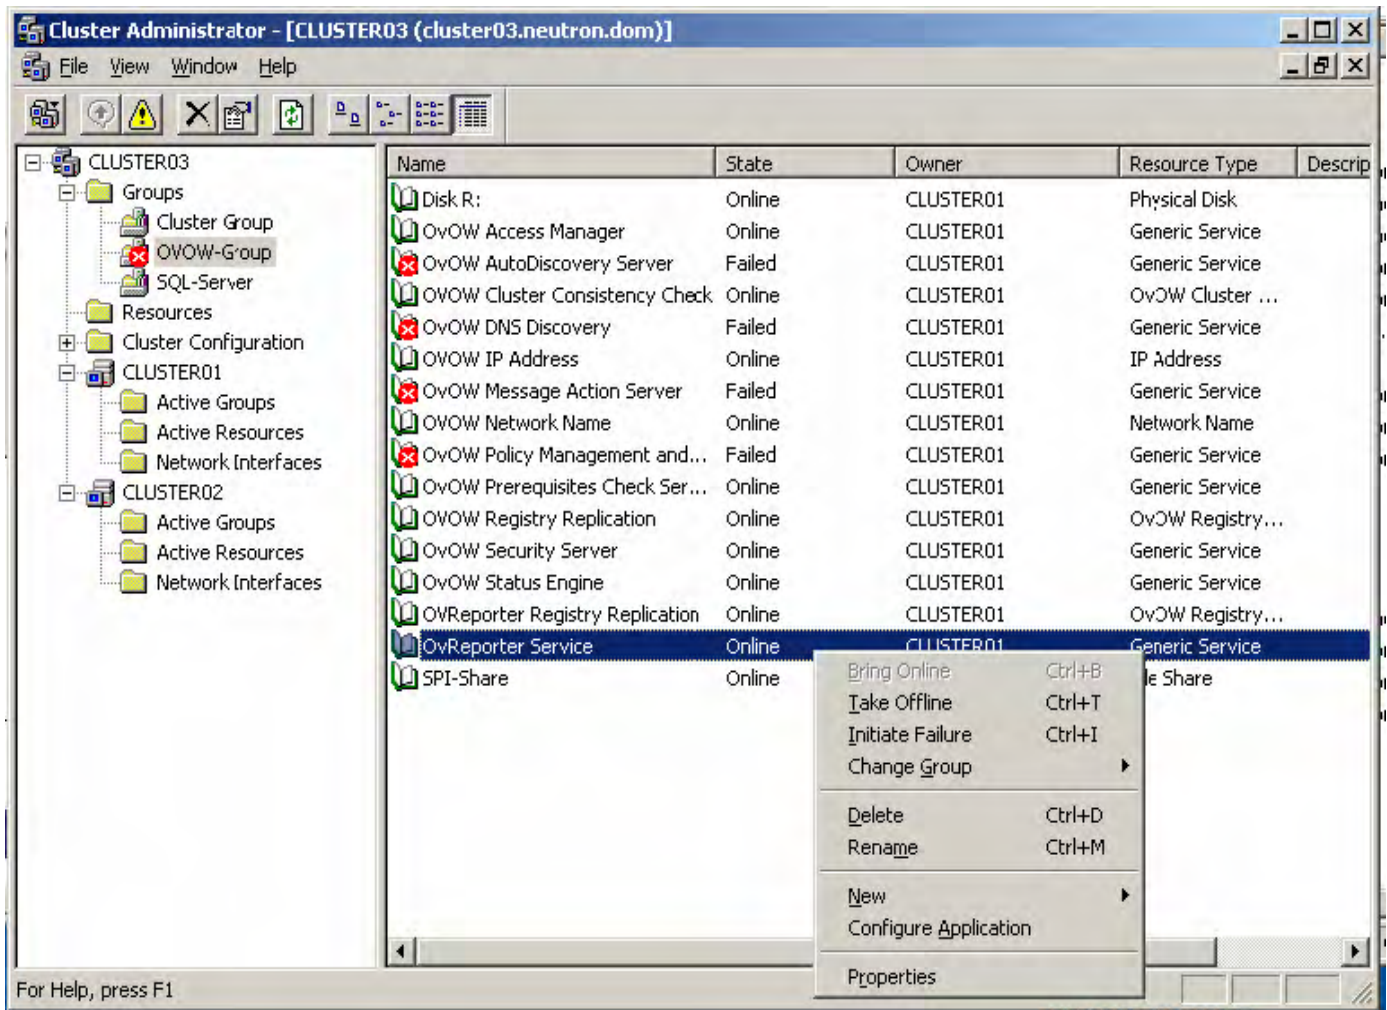 Cluster Administrator - [CLUSTER03 (cluster03.neutron.dom)]
File View Window Help
CLUSTER03
Groups
Cluster Group
OVOW-Group
SQL-Server
Resources
Cluster Configuration
CLUSTER01
Active Groups
Active Resources
Network Interfaces
CLUSTER02
Active Groups
Active Resources
Network Interfaces
Name State Owner Resource Type Descrip
Disk R: Online CLUSTER01 Physical Disk
OvOW Access Manager Online CLUSTER01 Generic Service
OvOW AutoDiscovery Server Failed CLUSTER01 Generic Service
OVOW Cluster Consistency Check Online CLUSTER01 OvOW Cluster ...
OvOW DNS Discovery Failed CLUSTER01 Generic Service
OVOW IP Address Online CLUSTER01 IP Address
OvOW Message Action Server Failed CLUSTER01 Generic Service
OVOW Network Name Online CLUSTER01 Network Name
OvOW Policy Management and... Failed CLUSTER01 Generic Service
OvOW Prerequisites Check Ser... Online CLUSTER01 Generic Service
OVOW Registry Replication Online CLUSTER01 OvOW Registry...
OvOW Security Server Online CLUSTER01 Generic Service
OvOW Status Engine Online CLUSTER01 Generic Service
OVReporter Registry Replication Online CLUSTER01 OvOW Registry...
OvReporter Service Online CLUSTER01 Generic Service
SPI-Share Online le Share
Bring Online Ctrl+B
Take Offline Ctrl+T
Initiate Failure Ctrl+I
Change Group
Delete Ctrl+D
Rename Ctrl+M
New
Configure Application
Properties
For Help, press F1